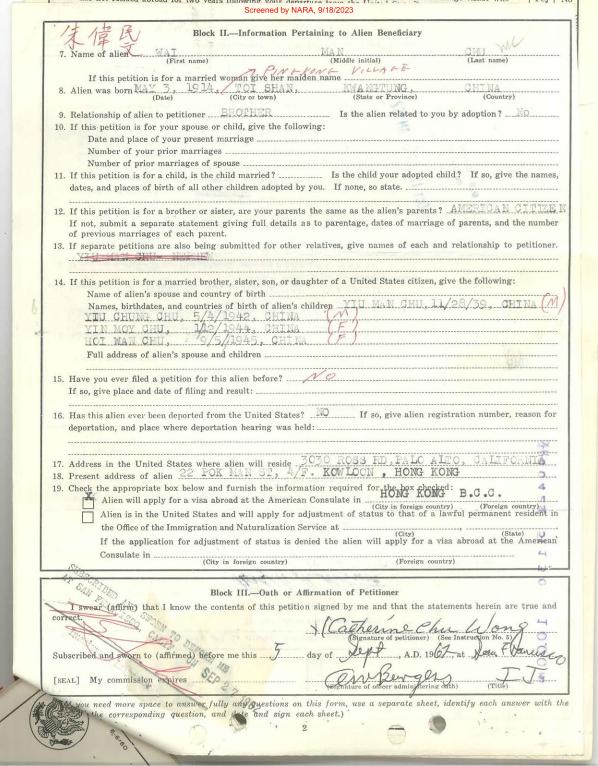 Screened by NARA, 9/18/2023
朱偉民
Block II.—Information Pertaining to Alien Beneficiary
7. Name of alien WAI MAN CHU
(First name) (Middle initial) (Last name)
PINGKONG VILLAGE
If this petition is for a married woman give her maiden name
8. Alien was born MAY 3, 1914, TOI SHAN, KWANGTUNG, CHINA
(Date) (City or town) (State or Province) (Country)
9. Relationship of alien to petitioner BROTHER Is the alien related to you by adoption? No
10. If this petition is for your spouse or child, give the following:
Date and place of your present marriage
Number of your prior marriages
Number of prior marriages of spouse
11. If this petition is for a child, is the child married? Is the child your adopted child? If so, give the names,
dates, and places of birth of all other children adopted by you. If none, so state.
12. If this petition is for a brother or sister, are your parents the same as the alien's parents? AMERICAN CITIZEN
If not, submit a separate statement giving full details as to parentage, dates of marriage of parents, and the number
of previous marriages of each parent.
13. If separate petitions are also being submitted for other relatives, give names of each and relationship to petitioner.
14. If this petition is for a married brother, sister, son, or daughter of a United States citizen, give the following:
Name of alien's spouse and country of birth
Names, birthdates, and countries of birth of alien's children YIU MAN CHU, 11/28/39, CHINA (M)
YIU CHUNG CHU, 5/4/1942, CHINA (M)
YIN MOY CHU, 1/2/1944, CHINA (F)
HOI WAN CHU, 9/5/1945, CHINA (F)
Full address of alien's spouse and children
15. Have you ever filed a petition for this alien before? NO
If so, give place and date of filing and result:
16. Has this alien ever been deported from the United States? NO If so, give alien registration number, reason for
deportation, and place where deportation hearing was held:
17. Address in the United States where alien will reside 3030 ROSS RD, PALO ALTO, CALIFORNIA
18. Present address of alien 22 POK MAN ST, 4/F. KOWLOON, HONG KONG
19. Check the appropriate box below and furnish the information required for the box checked:
X Alien will apply for a visa abroad at the American Consulate in HONG KONG B.C.C.
(City in foreign country) (Foreign country)
Alien is in the United States and will apply for adjustment of status to that of a lawful permanent resident in
the Office of the Immigration and Naturalization Service at
(City) (State)
If the application for adjustment of status is denied the alien will apply for a visa abroad at the American
Consulate in
(City in foreign country) (Foreign country)
Block III.—Oath or Affirmation of Petitioner
I swear (affirm) that I know the contents of this petition signed by me and that the statements herein are true and
correct.
SUBSCRIBED AND SWORN TO BEFORE ME
AT SAN FRANCISCO, CALIF. ON SEP 27
X Catherine Chu Wong
(Signature of petitioner) (See Instruction No. 5)
Subscribed and sworn to (affirmed) before me this 5 day of Sept A.D. 1962 at San Francisco
[SEAL] My commission expires
(Signature of officer administering oath) (Title)
you need more space to answer fully any questions on this form, use a separate sheet, identify each answer with the
the corresponding question, and date and sign each sheet.)
2